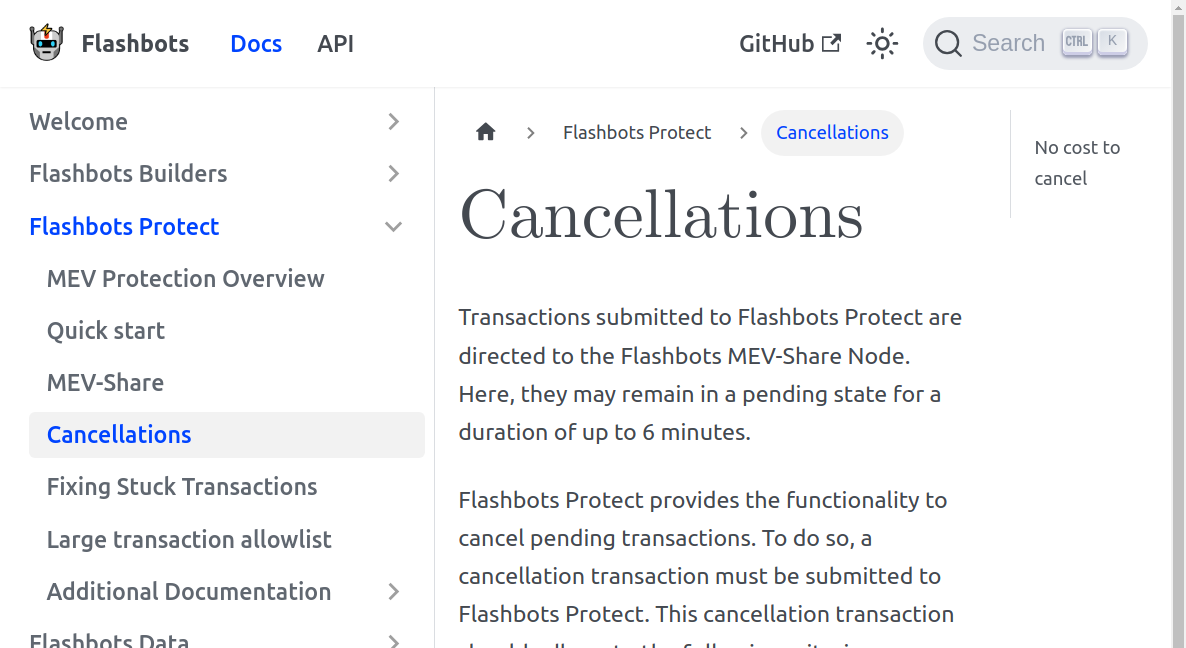 Flashbots Docs API GitHub Search CTRL K
Welcome
Flashbots Builders
Flashbots Protect
MEV Protection Overview
Quick start
MEV-Share
Cancellations
Fixing Stuck Transactions
Large transaction allowlist
Additional Documentation
Flashbots Data
Flashbots Protect Cancellations
Cancellations
Transactions submitted to Flashbots Protect are
directed to the Flashbots MEV-Share Node.
Here, they may remain in a pending state for a
duration of up to 6 minutes.
Flashbots Protect provides the functionality to
cancel pending transactions. To do so, a
cancellation transaction must be submitted to
Flashbots Protect. This cancellation transaction
No cost to
cancel